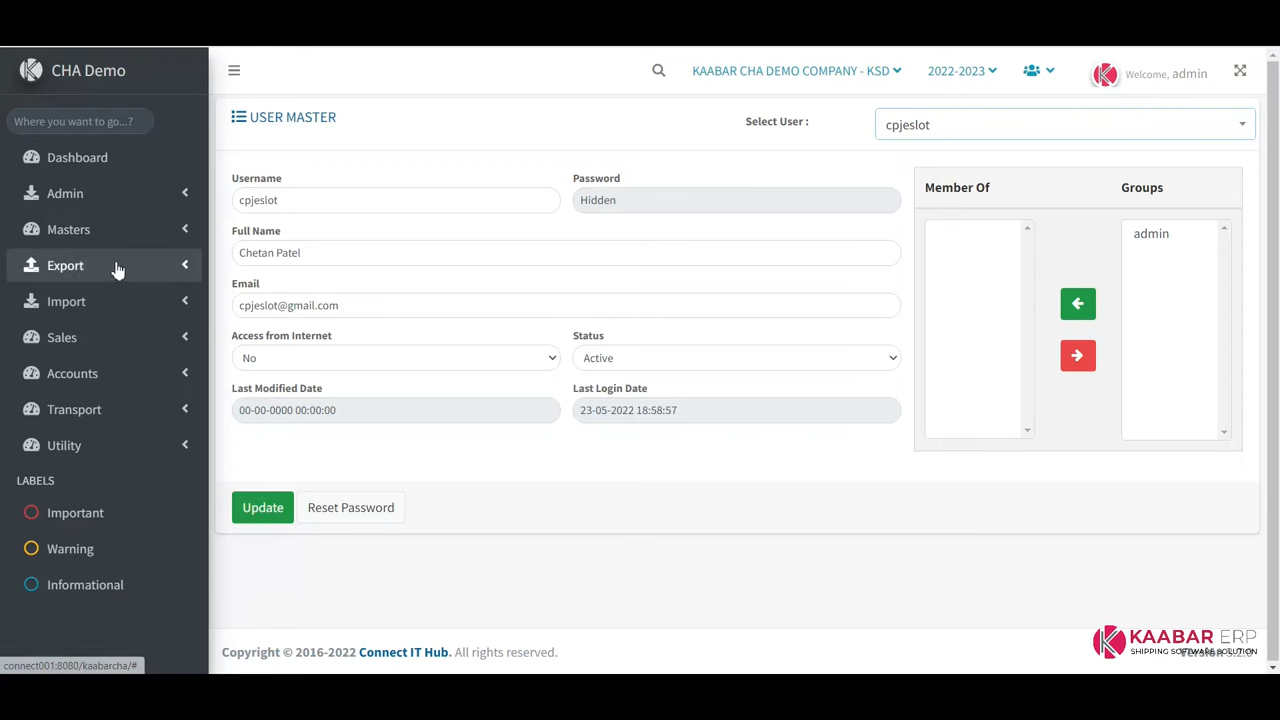 CHA Demo
KAABAR CHA DEMO COMPANY - KSD
2022-2023
Welcome, admin
Where you want to go...?
Dashboard
Admin
Masters
Export
Import
Sales
Accounts
Transport
Utility
LABELS
Important
Warning
Informational
connect001:8080/kaabarcha/#
USER MASTER
Select User :
cpjeslot
Username
Password
cpjeslot
Hidden
Full Name
Chetan Patel
Email
cpjeslot@gmail.com
Access from Internet
Status
No
Active
Last Modified Date
Last Login Date
00-00-0000 00:00:00
23-05-2022 18:58:57
Member Of
Groups
admin
Update
Reset Password
Copyright © 2016-2022 Connect IT Hub. All rights reserved.
KAABAR ERP
SHIPPING SOFTWARE SOLUTION